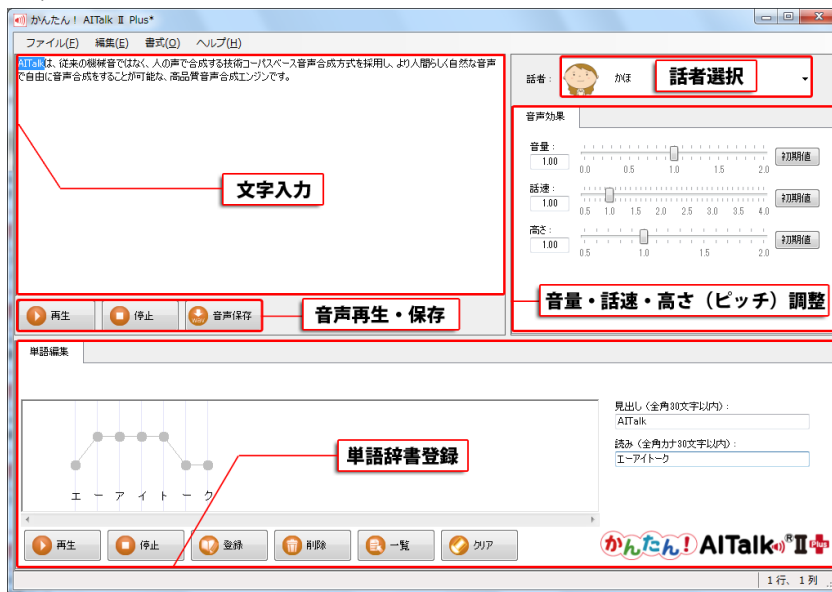 かんたん! AITalk Ⅱ Plus*
ファイル(F) 編集(E) 書式(O) ヘルプ(H)
AITalkは、従来の機械音ではなく、人の声で合成する技術コーパスベース音声合成方式を採用し、より人間らしく自然な音声
で自由に音声合成をすることが可能な、高品質音声合成エンジンです。
文字入力
話者: かほ 話者選択
音声効果
音量:
1.00 初期値
0.0 0.5 1.0 1.5 2.0
話速:
1.00 初期値
0.5 1.0 1.5 2.0 2.5 3.0 3.5 4.0
高さ:
1.00 初期値
0.5 1.0 1.5 2.0
音量・話速・高さ(ピッチ)調整
再生 停止 音声保存 音声再生・保存
単語編集
見出し(全角30文字以内):
AITalk
読み(全角カナ30文字以内):
エーアイトーク
単語辞書登録
エ ー ア イ ト ー ク
再生 停止 登録 削除 一覧 クリア
かんたん! AITalk ®Ⅱ Plus
1行、1列